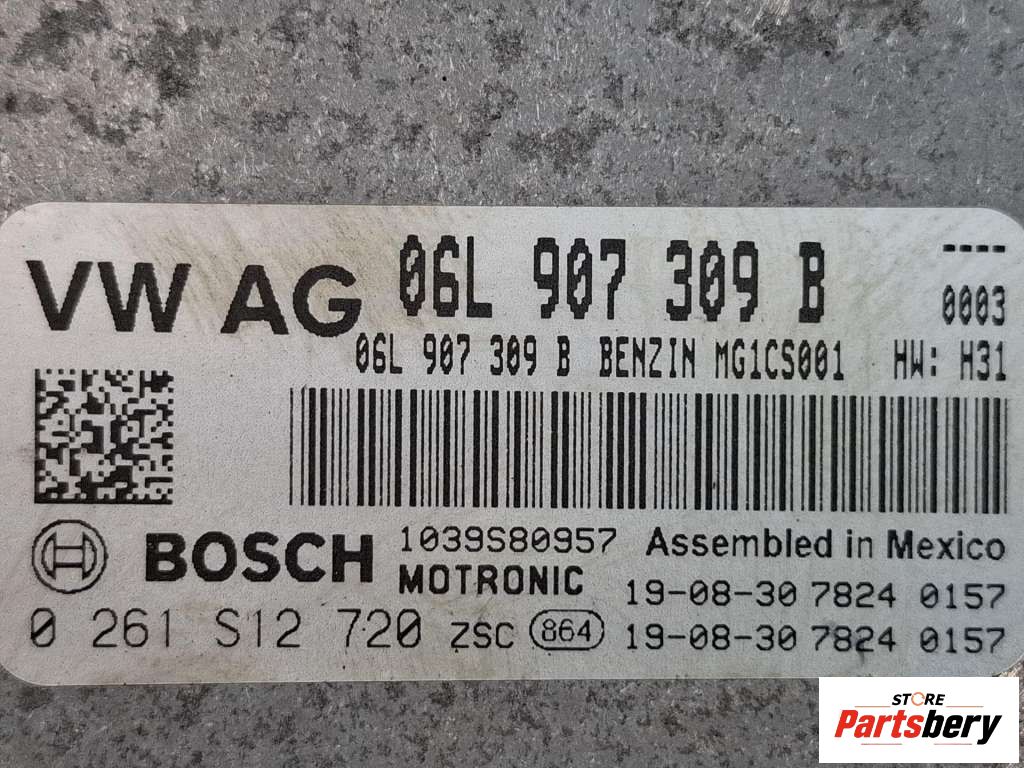 VW AG 06L 907 309 B ----
0003
06L 907 309 B BENZIN MG1CS001 HW: H31
BOSCH 1039S80957 Assembled in Mexico
MOTRONIC 19-08-30 7824 0157
0 261 S12 720 ZSC 864 19-08-30 7824 0157
STORE
Partsbery